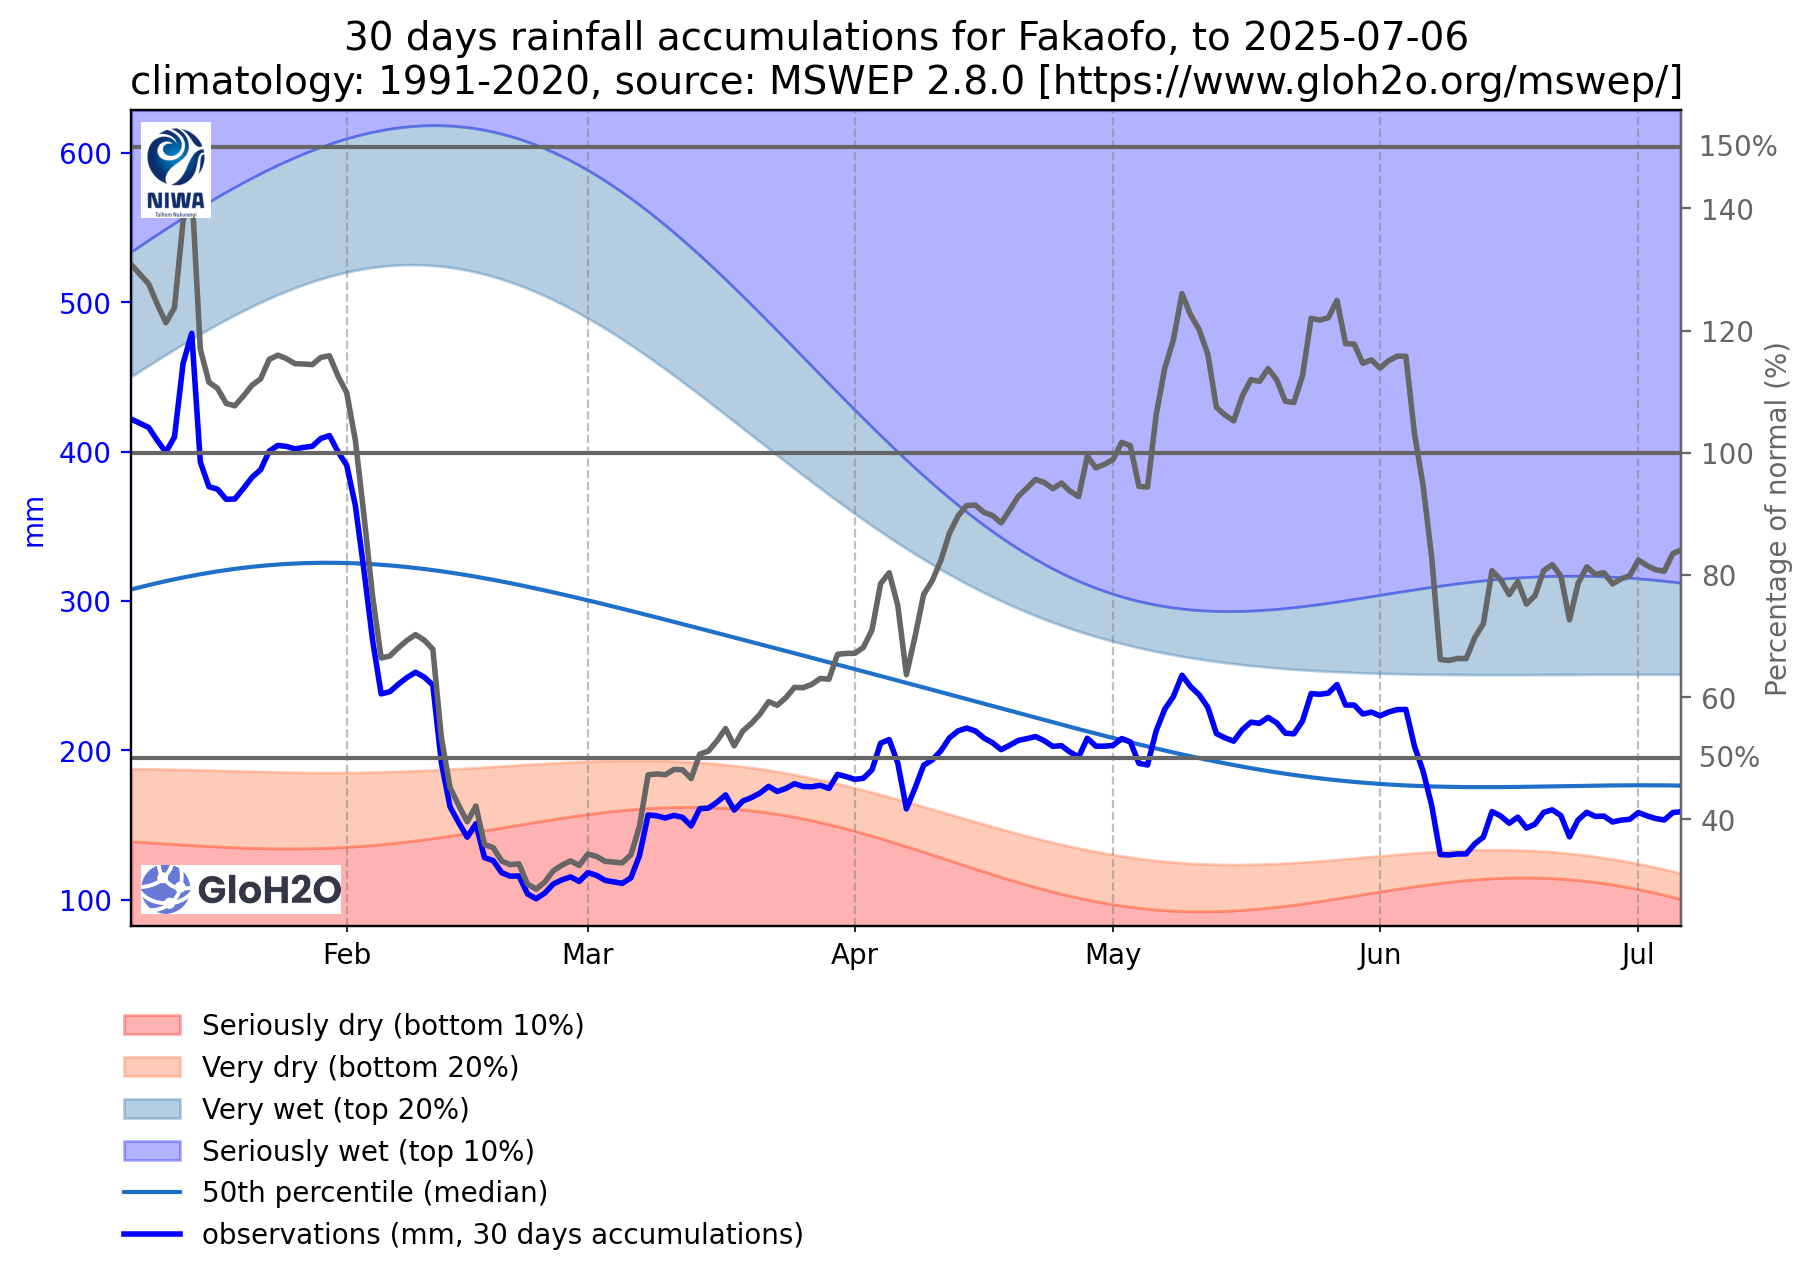 30 days rainfall accumulations for Fakaofo, to 2025-07-06
climatology: 1991-2020, source: MSWEP 2.8.0 [https://www.gloh2o.org/mswep/]
600
500
400
300
200
100
mm
NIWA
Taihoro Nukurangi
GloH2O
150%
140
120
100
80
60
50%
40
Percentage of normal (%)
Feb
Mar
Apr
May
Jun
Jul
Seriously dry (bottom 10%)
Very dry (bottom 20%)
Very wet (top 20%)
Seriously wet (top 10%)
50th percentile (median)
observations (mm, 30 days accumulations)